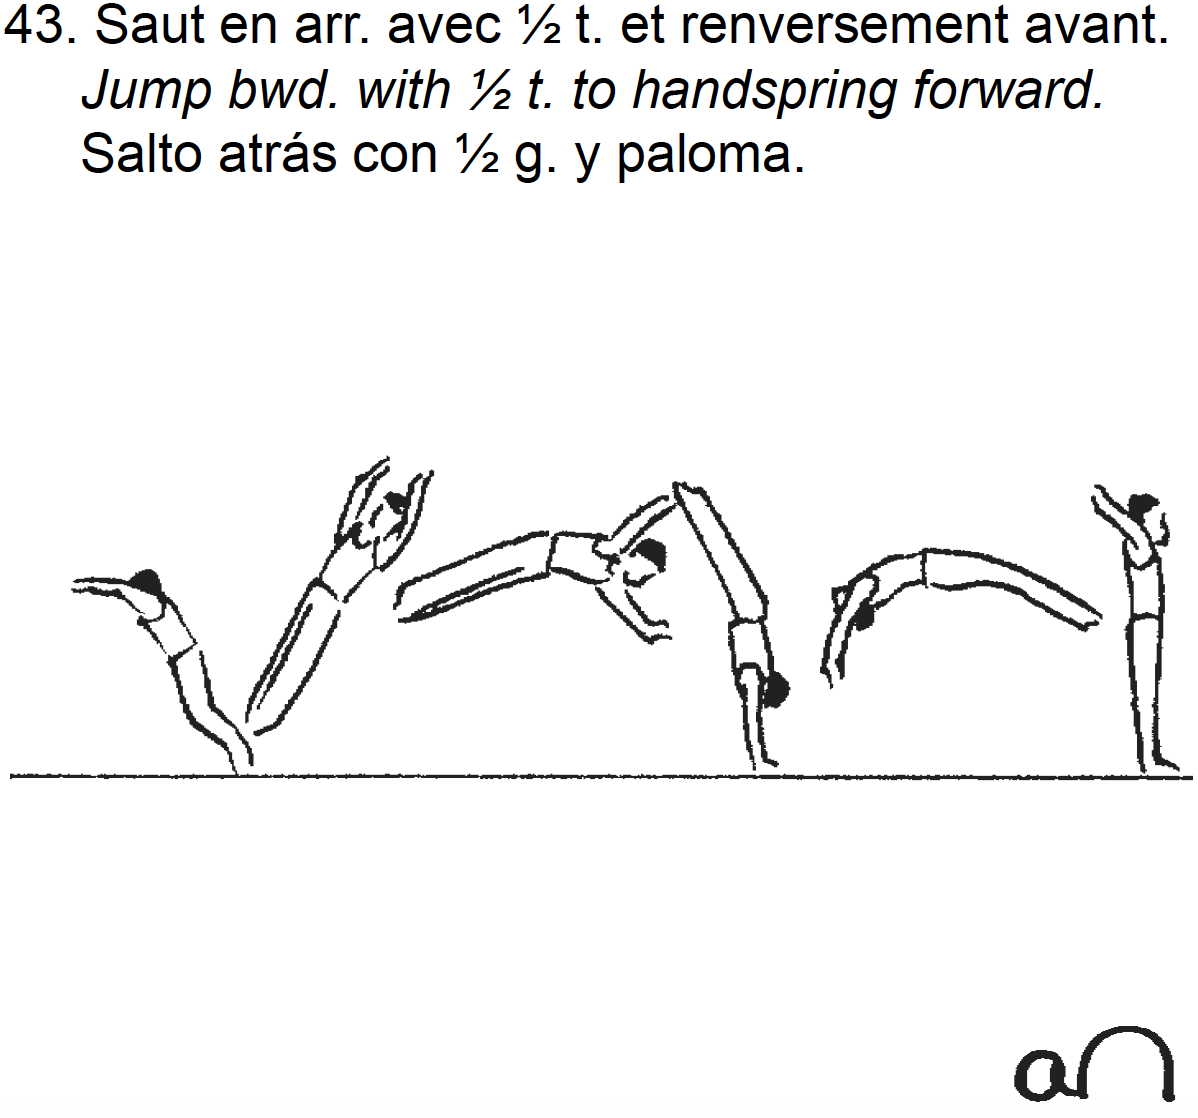 43. Saut en arr. avec ½ t. et renversement avant.
Jump bwd. with ½ t. to handspring forward.
Salto atrás con ½ g. y paloma.